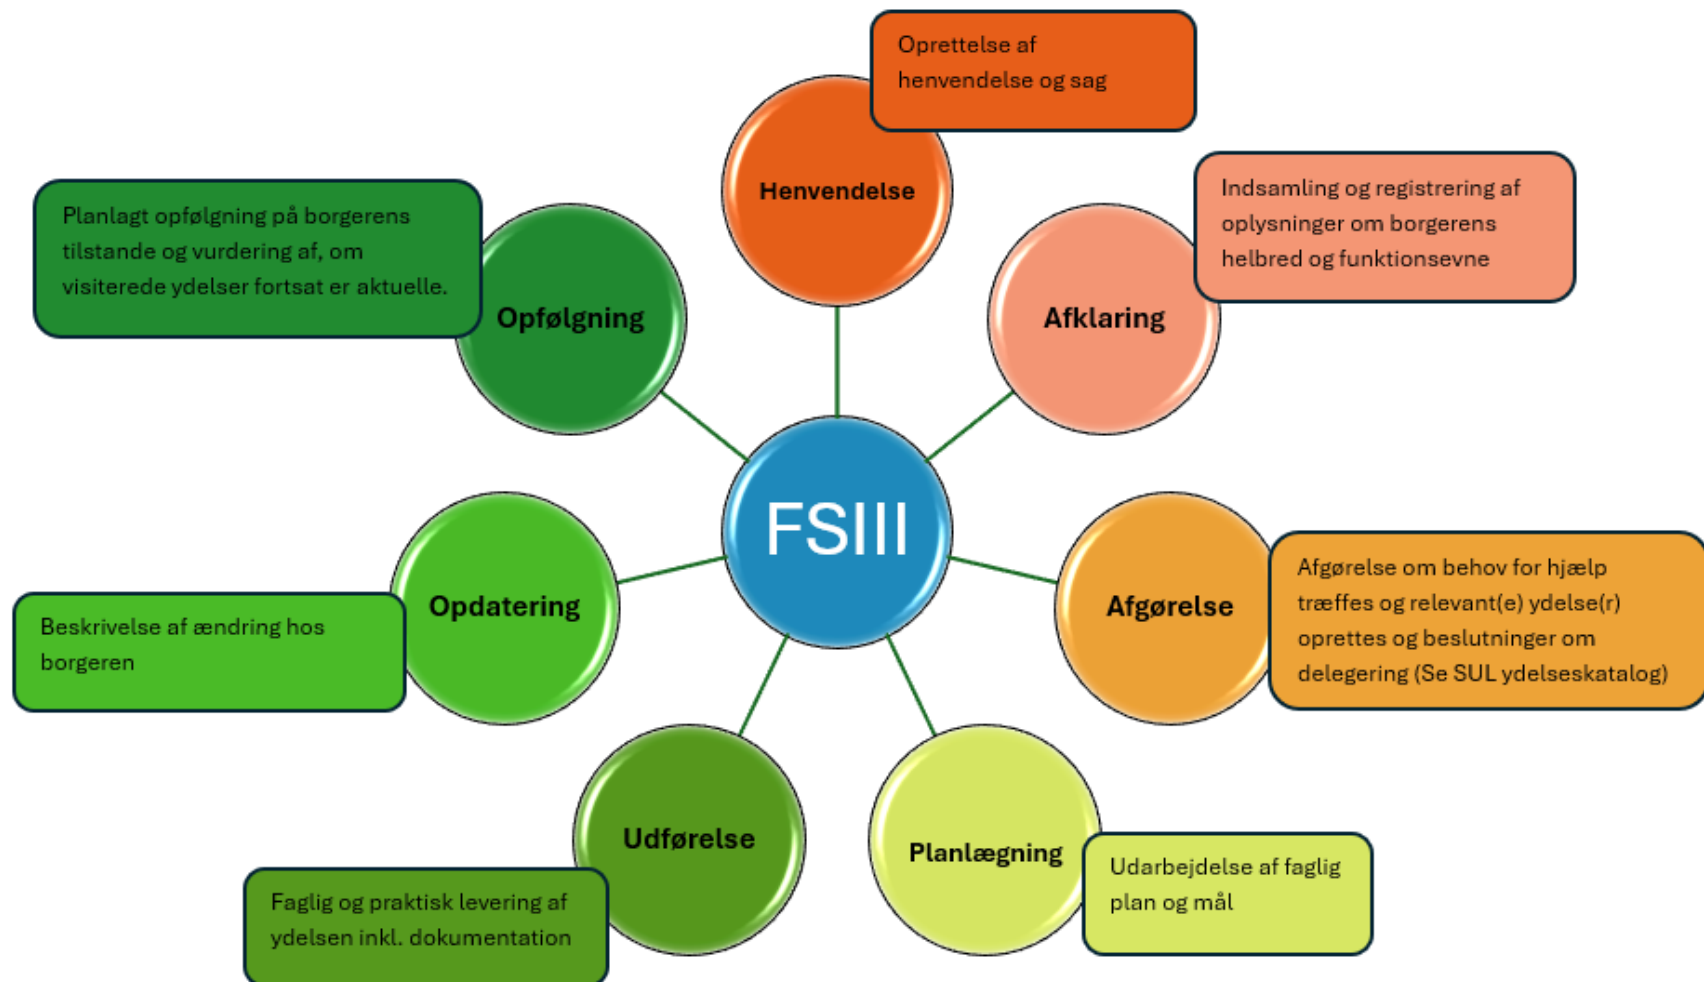 Oprettelse af
henvendelse og sag
Henvendelse
Indsamling og registrering af
oplysninger om borgerens
helbred og funktionsevne
Afklaring
Afgørelse om behov for hjælp
træffes og relevant(e) ydelse(r)
oprettes og beslutninger om
delegering (Se SUL ydelseskatalog)
Afgørelse
Planlægning
Udarbejdelse af faglig
plan og mål
Udførelse
Faglig og praktisk levering af
ydelsen inkl. dokumentation
Opdatering
Beskrivelse af ændring hos
borgeren
Planlagt opfølgning på borgerens
tilstande og vurdering af, om
visiterede ydelser fortsat er aktuelle.
Opfølgning
FSIII